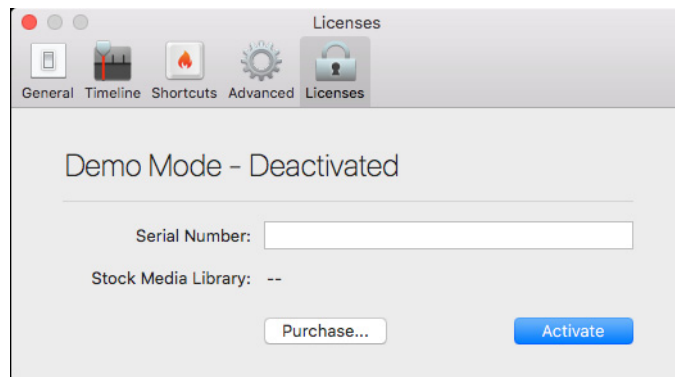 Licenses
General Timeline Shortcuts Advanced Licenses
Demo Mode - Deactivated
Serial Number:
Stock Media Library: --
Purchase... Activate